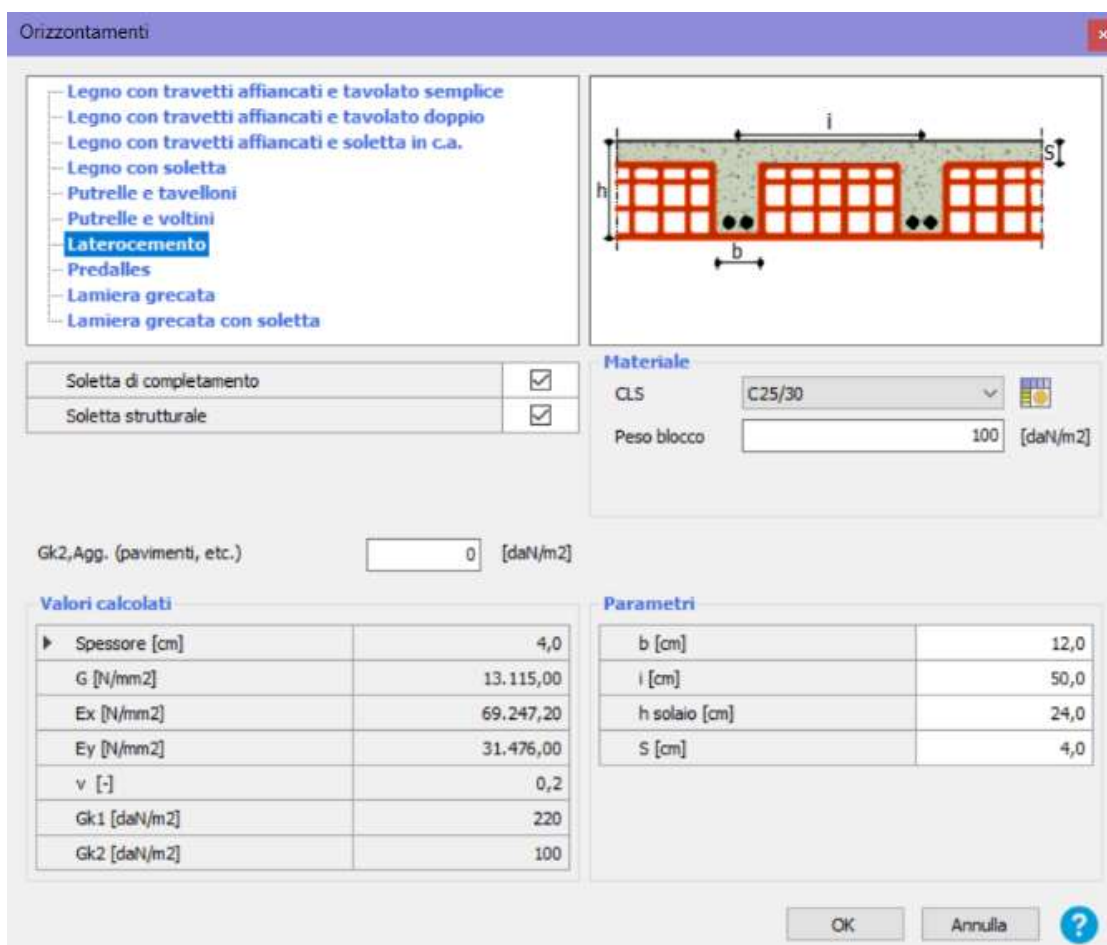 Orizzontamenti
Legno con travetti affiancati e tavolato semplice
Legno con travetti affiancati e tavolato doppio
Legno con travetti affiancati e soletta in c.a.
Legno con soletta
Putrelle e tavelloni
Putrelle e voltini
Laterocemento
Predalles
Lamiera grecata
Lamiera grecata con soletta
i
S
h
b
Soletta di completamento
Soletta strutturale
Materiale
CLS C25/30
Peso blocco 100 [daN/m2]
Gk2,Agg. (pavimenti, etc.) 0 [daN/m2]
Valori calcolati
Spessore [cm] 4,0
G [N/mm2] 13.115,00
Ex [N/mm2] 69.247,20
Ey [N/mm2] 31.476,00
v [-] 0,2
Gk1 [daN/m2] 220
Gk2 [daN/m2] 100
Parametri
b [cm] 12,0
i [cm] 50,0
h solaio [cm] 24,0
S [cm] 4,0
OK Annulla ?